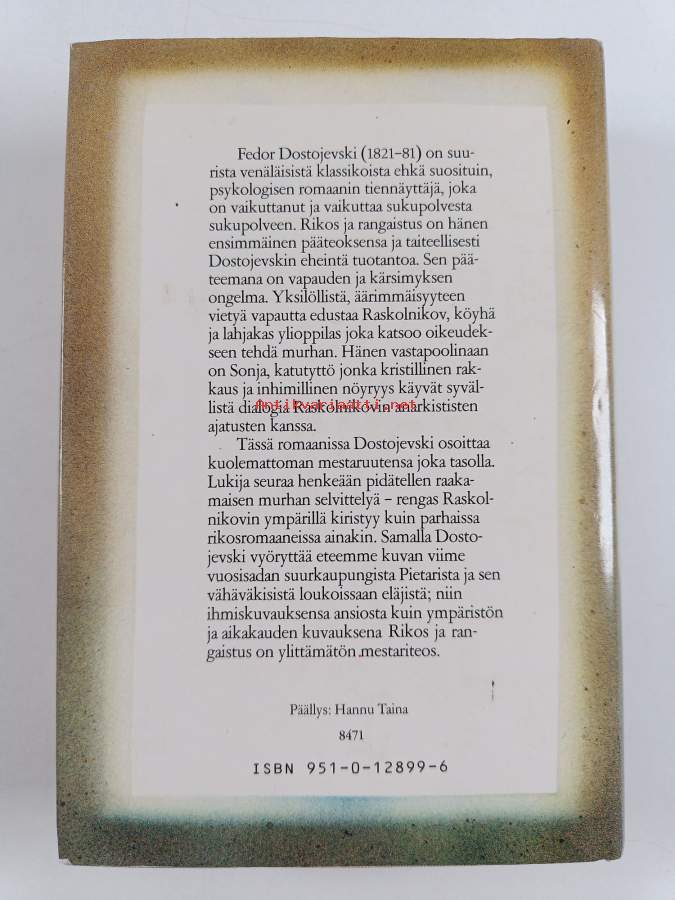 Fedor Dostojevski (1821–81) on suu-
rista venäläisistä klassikoista ehkä suosituin,
psykologisen romaanin tiennäyttäjä, joka
on vaikuttanut ja vaikuttaa sukupolvesta
sukupolveen. Rikos ja rangaistus on hänen
ensimmäinen pääteoksensa ja taiteellisesti
Dostojevskin eheintä tuotantoa. Sen pää-
teemana on vapauden ja kärsimyksen
ongelma. Yksilöllistä, äärimmäisyyteen
vietyä vapautta edustaa Raskolnikov, köyhä
ja lahjakas ylioppilas joka katsoo oikeudek-
seen tehdä murhan. Hänen vastapoolinaan
on Sonja, katutyttö jonka kristillinen rak-
kaus ja inhimillinen nöyryys käyvät syväl-
listä dialogia Raskolnikovin anarkististen
Antikvariaatti.net
ajatusten kanssa.
Tässä romaanissa Dostojevski osoittaa
kuolemattoman mestaruutensa joka tasolla.
Lukija seuraa henkeään pidätellen raaka-
maisen murhan selvittelyä – rengas Raskol-
nikovin ympärillä kiristyy kuin parhaissa
rikosromaaneissa ainakin. Samalla Dosto-
jevski vyöryttää eteemme kuvan viime
vuosisadan suurkaupungista Pietarista ja sen
vähäväkisistä loukoissaan eläjistä; niin
ihmiskuvauksensa ansiosta kuin ympäristön
ja aikakauden kuvauksena Rikos ja ran-
gaistus on ylittämätön mestariteos.
Päällys: Hannu Taina
8471
ISBN 951-0-12899-6